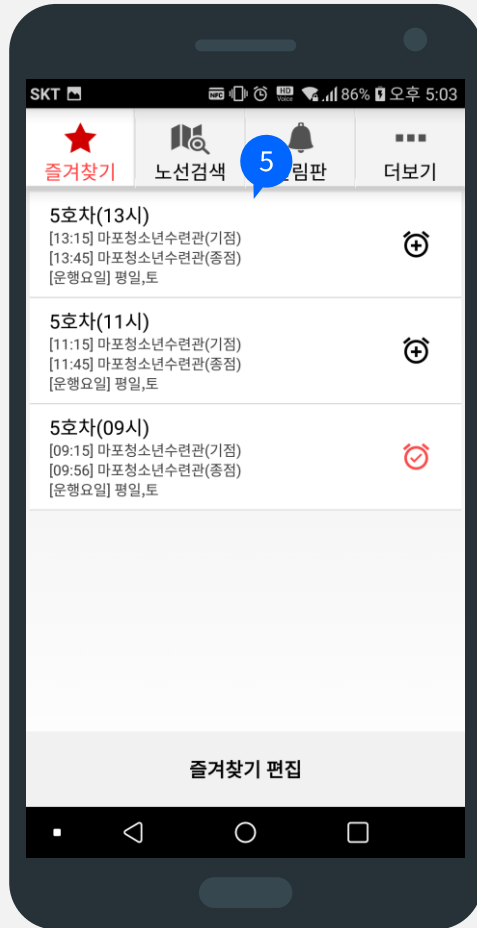 SKT NFC HD Voice 86% 오후 5:03
즐겨찾기 노선검색 림판 더보기
5
5호차(13시)
[13:15] 마포청소년수련관(기점)
[13:45] 마포청소년수련관(종점)
[운행요일] 평일,토
5호차(11시)
[11:15] 마포청소년수련관(기점)
[11:45] 마포청소년수련관(종점)
[운행요일] 평일,토
5호차(09시)
[09:15] 마포청소년수련관(기점)
[09:56] 마포청소년수련관(종점)
[운행요일] 평일,토
즐겨찾기 편집